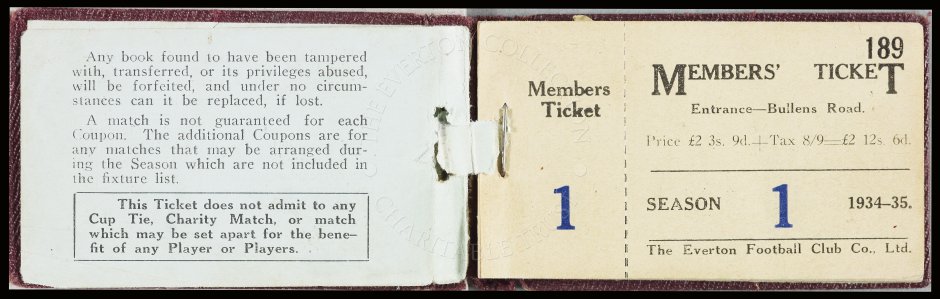 Any book found to have been tampered
with, transferred, or its privileges abused,
will be forfeited, and under no circum-
stances can it be replaced, if lost.
A match is not guaranteed for each
Coupon. The additional Coupons are for
any matches that may be arranged dur-
ing the Season which are not included in
the fixture list.
This Ticket does not admit to any
Cup Tie, Charity Match, or match
which may be set apart for the bene-
fit of any Player or Players.
Members
Ticket
1
189
MEMBERS' TICKET
Entrance—Bullens Road.
Price £2 3s. 9d.+Tax 8/9=£2 12s. 6d.
SEASON 1 1934-35.
The Everton Football Club Co., Ltd.
THE EVERTON COLLECTION
CHARITABLE TRUST